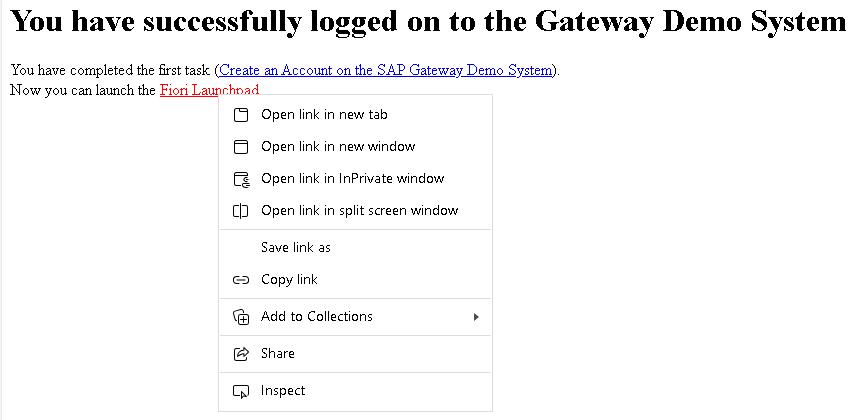 You have successfully logged on to the Gateway Demo System
You have completed the first task (Create an Account on the SAP Gateway Demo System).
Now you can launch the Fiori Launchpad
Open link in new tab
Open link in new window
Open link in InPrivate window
Open link in split screen window
Save link as
Copy link
Add to Collections
Share
Inspect